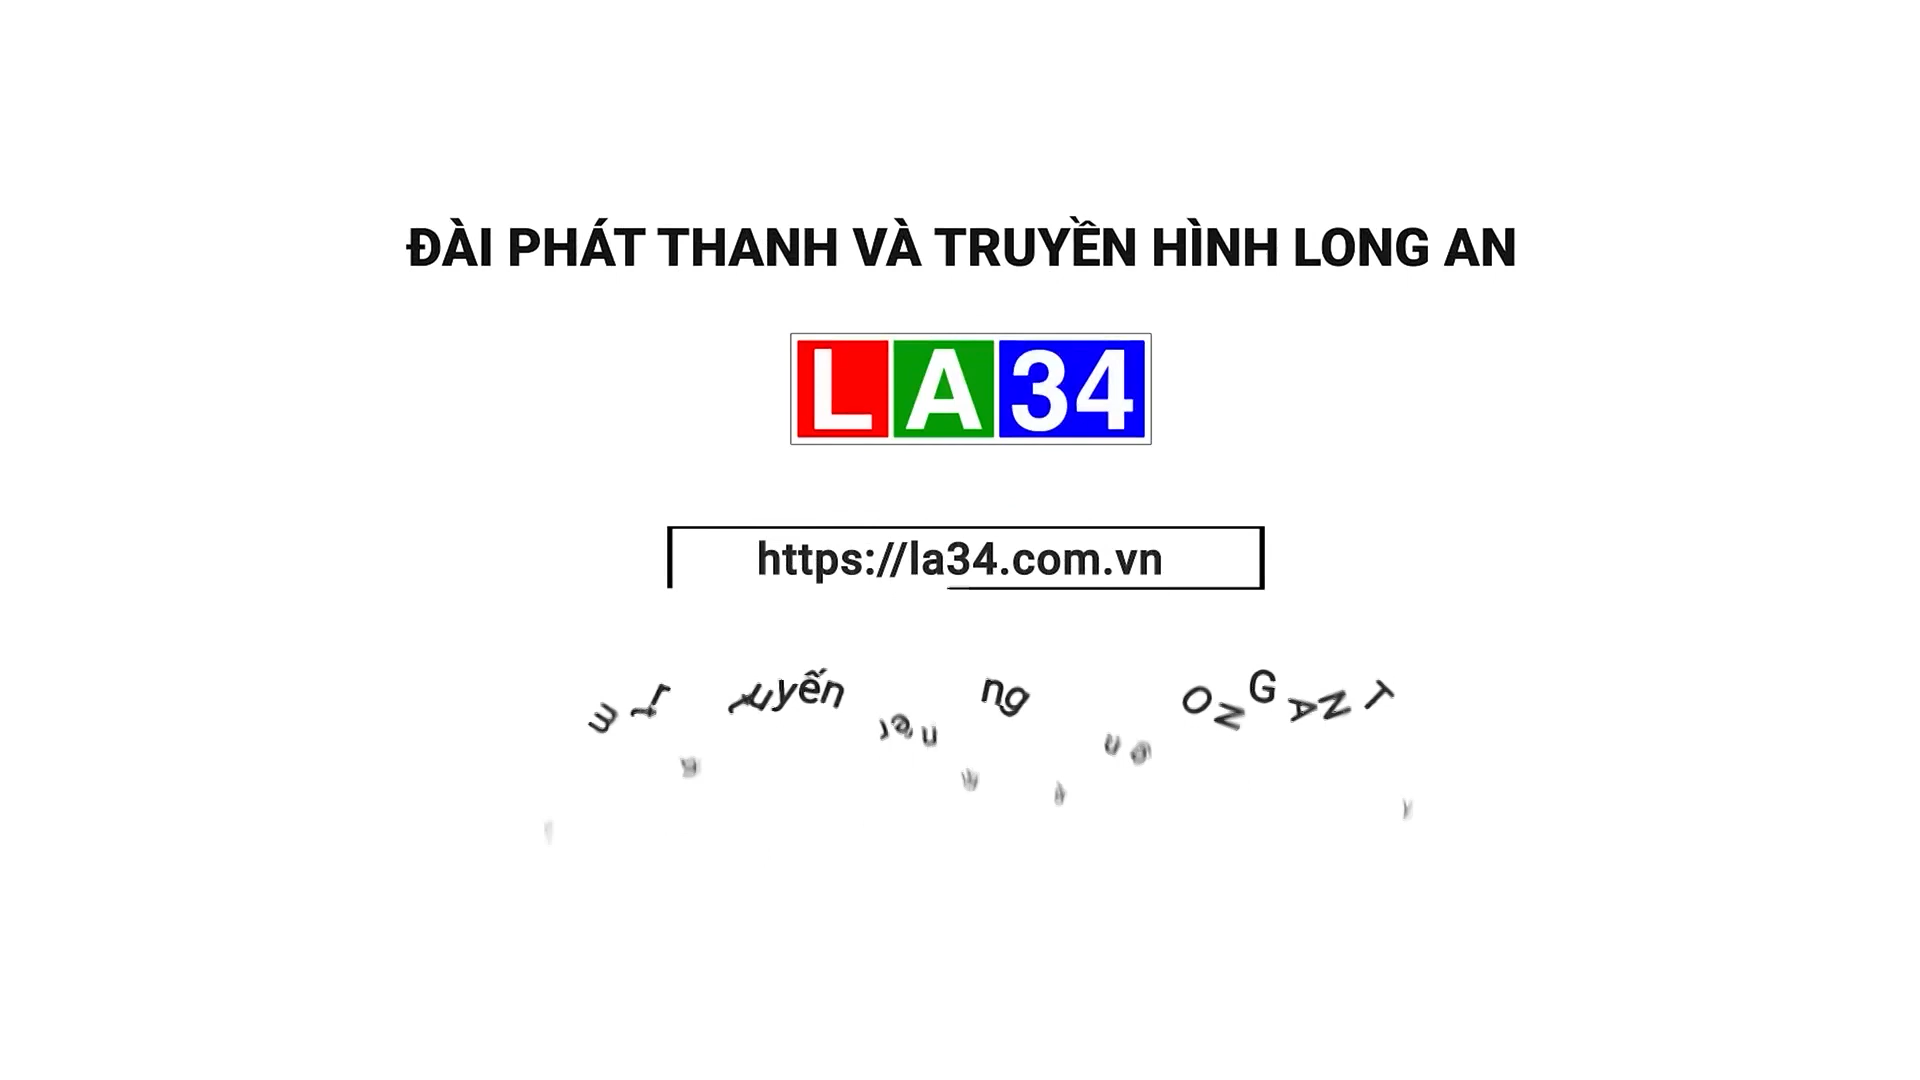 ĐÀI PHÁT THANH VÀ TRUYỀN HÌNH LONG AN
LA34
https://la34.com.vn